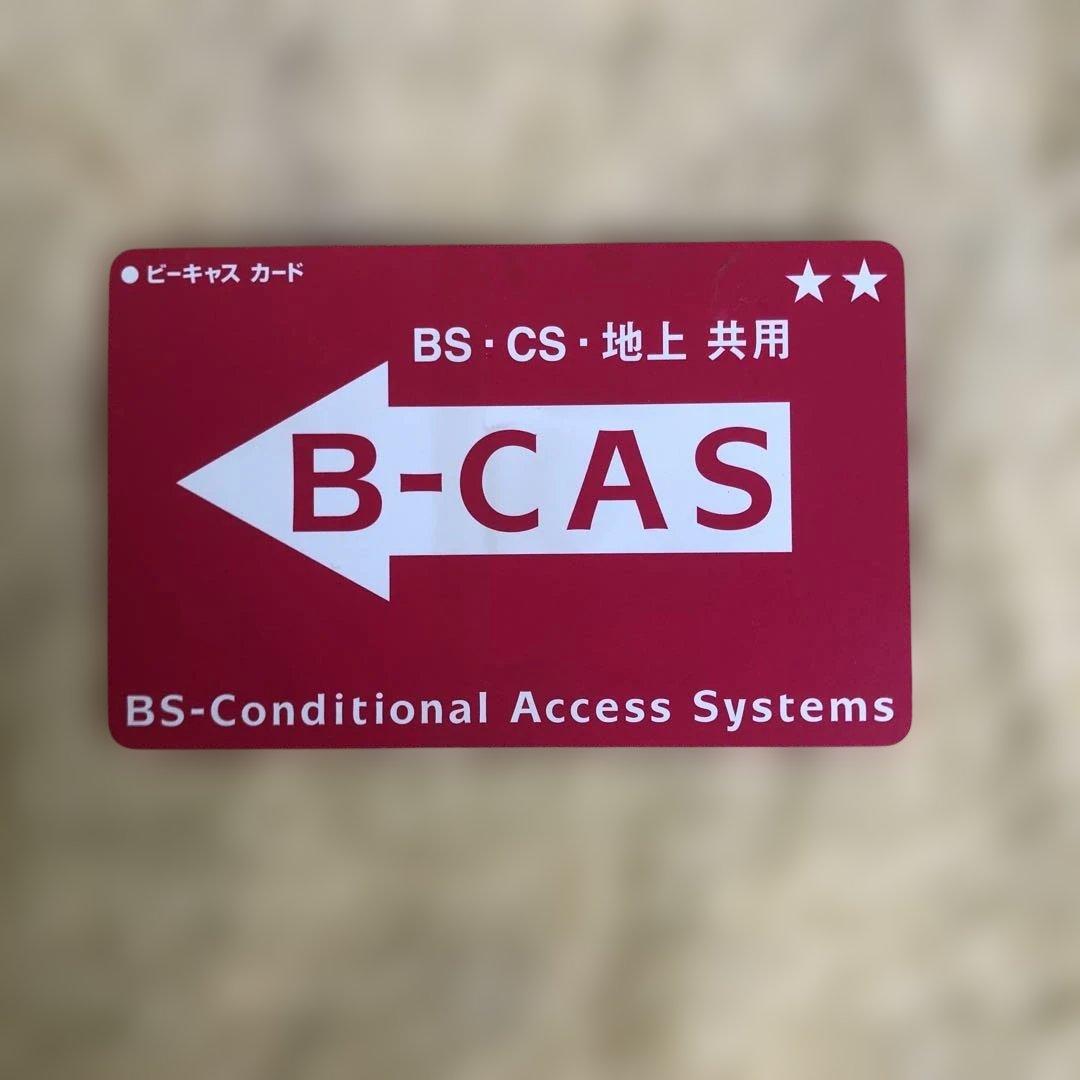 ●ビーキャス カード
★★
BS・CS・地上 共用
B-CAS
BS-Conditional Access Systems